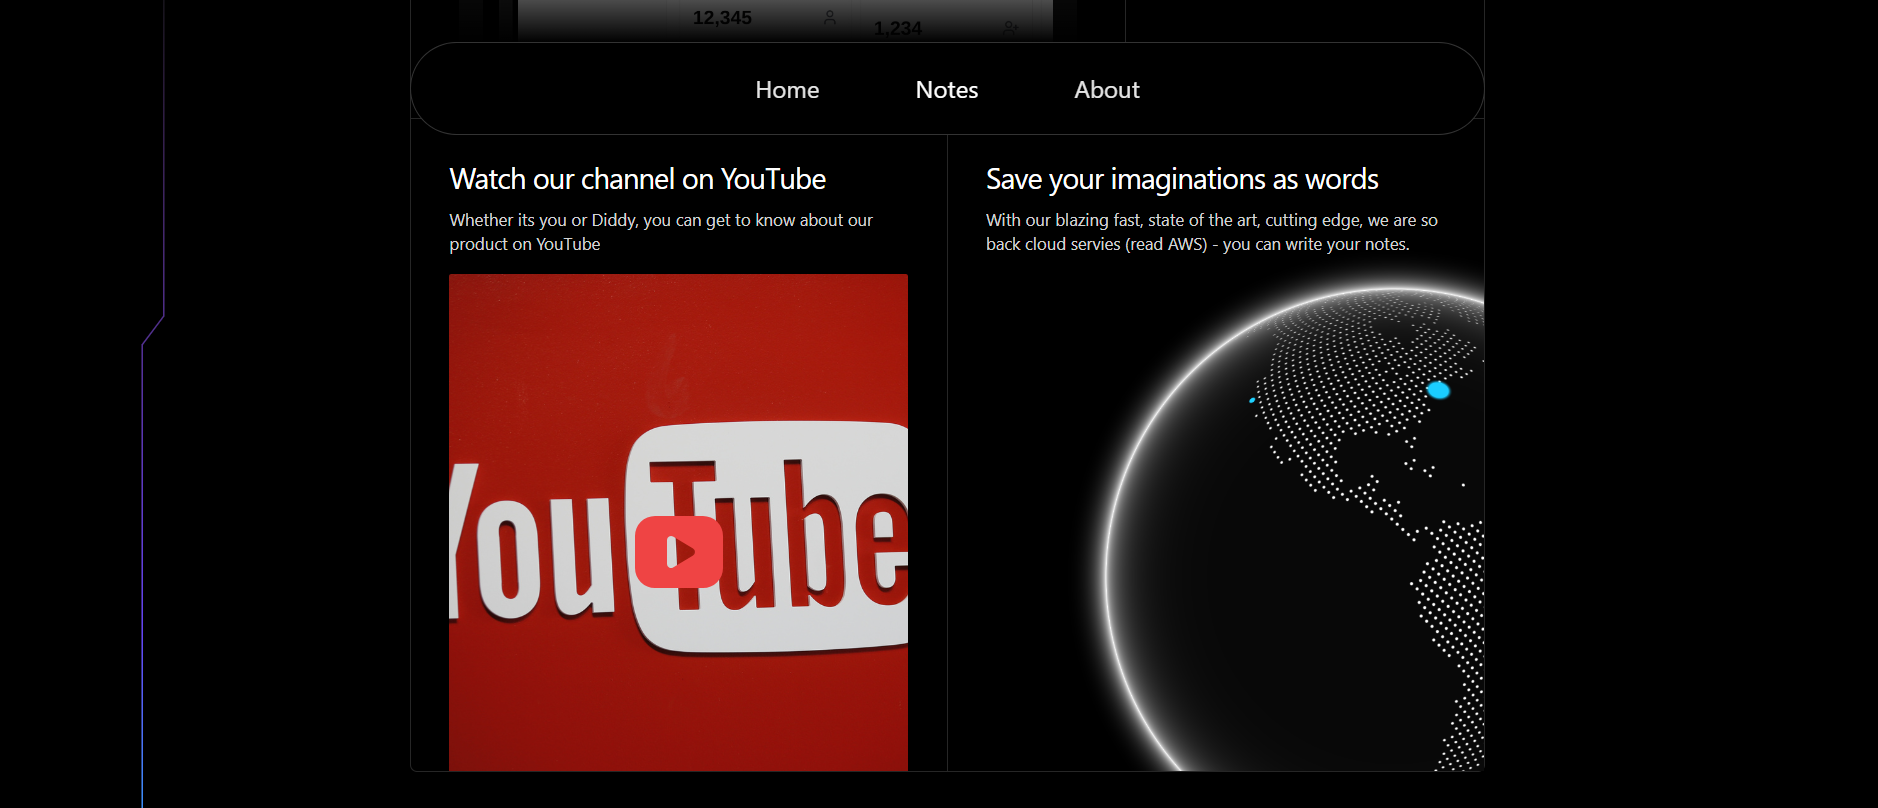 12,345
1,234
Home Notes About
Watch our channel on YouTube
Whether its you or Diddy, you can get to know about our
product on YouTube
YouTube
Save your imaginations as words
With our blazing fast, state of the art, cutting edge, we are so
back cloud servies (read AWS) - you can write your notes.